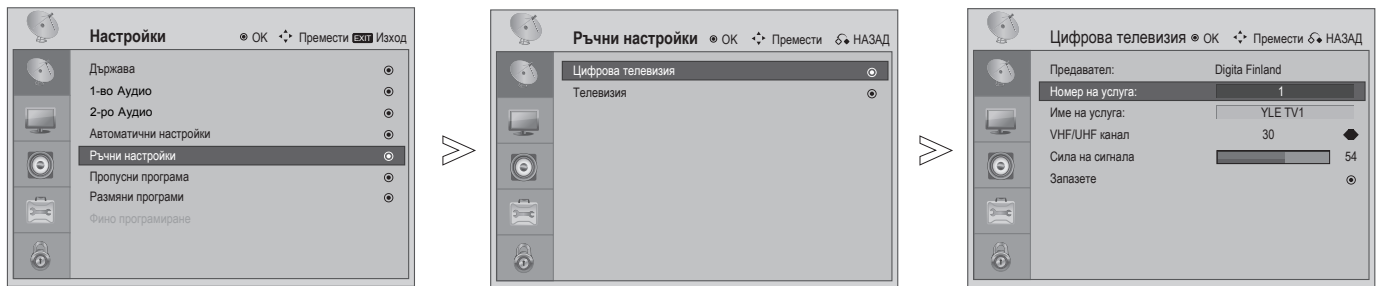 Настройки OK Премести EXIT Изход
Държава
1-во Аудио
2-ро Аудио
Автоматични настройки
Ръчни настройки
Пропусни програма
Размяни програми
Фино програмиране
Ръчни настройки OK Премести НАЗАД
Цифрова телевизия
Телевизия
Цифрова телевизия OK Премести НАЗАД
Предавател: Digita Finland
Номер на услуга: 1
Име на услуга: YLE TV1
VHF/UHF канал 30
Сила на сигнала 54
Запазете